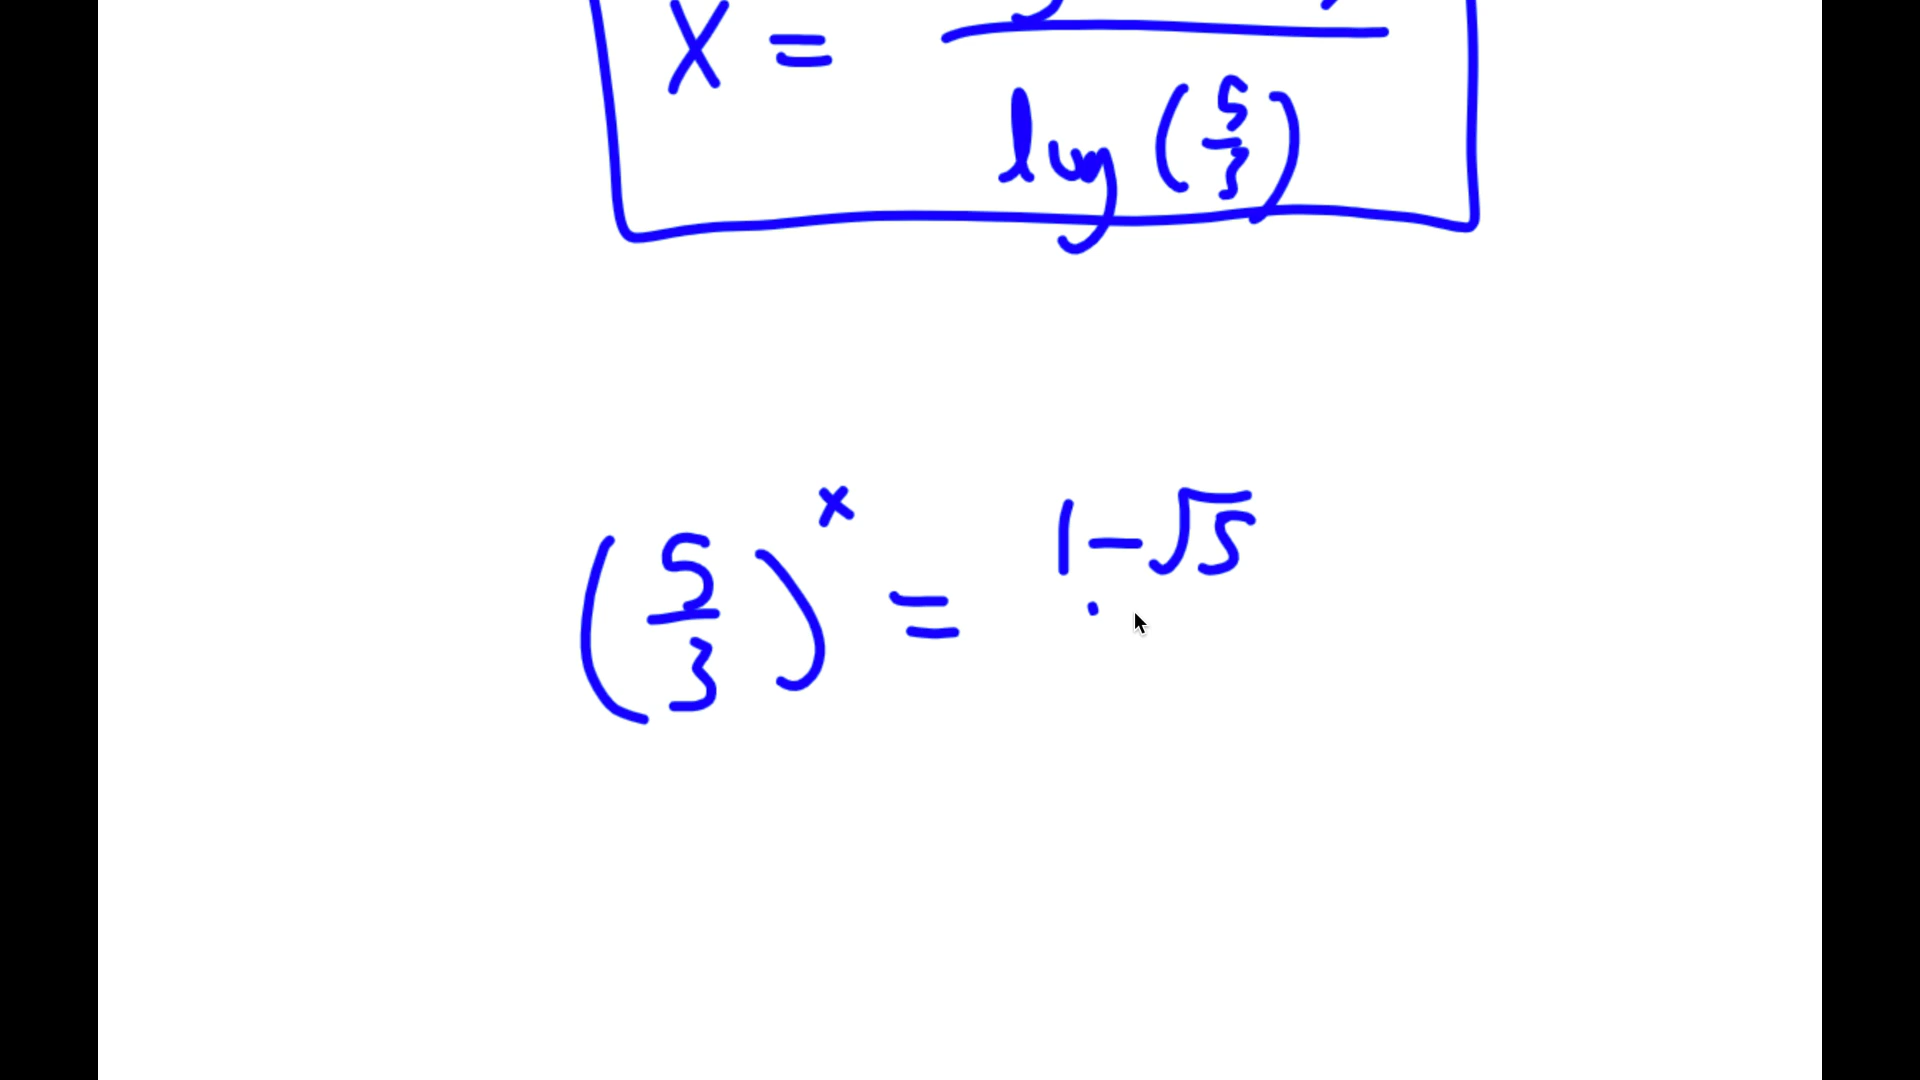 X =
log (5/3)
(5/3)^x = 1-√5